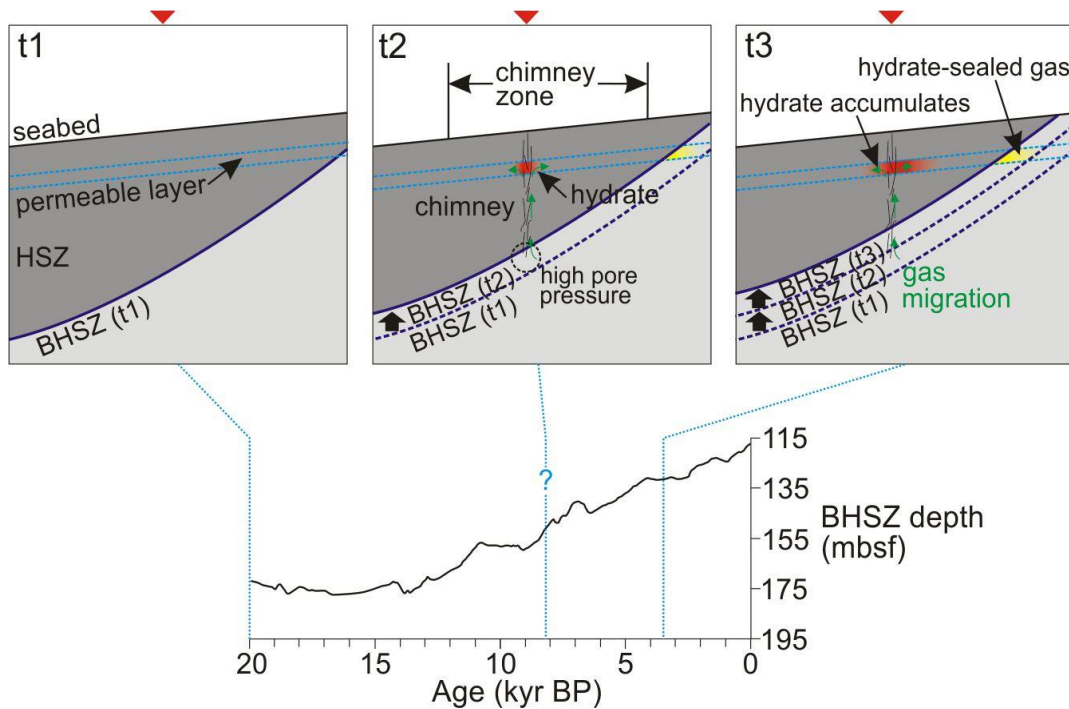 t1
seabed
permeable layer
HSZ
BHSZ (t1)
t2
chimney
zone
chimney
hydrate
high pore
pressure
BHSZ (t2)
BHSZ (t1)
t3
hydrate-sealed gas
hydrate accumulates
gas
migration
BHSZ (t3)
BHSZ (t2)
BHSZ (t1)
?
115
135
155
175
195
BHSZ depth
(mbsf)
20
15
10
5
0
Age (kyr BP)